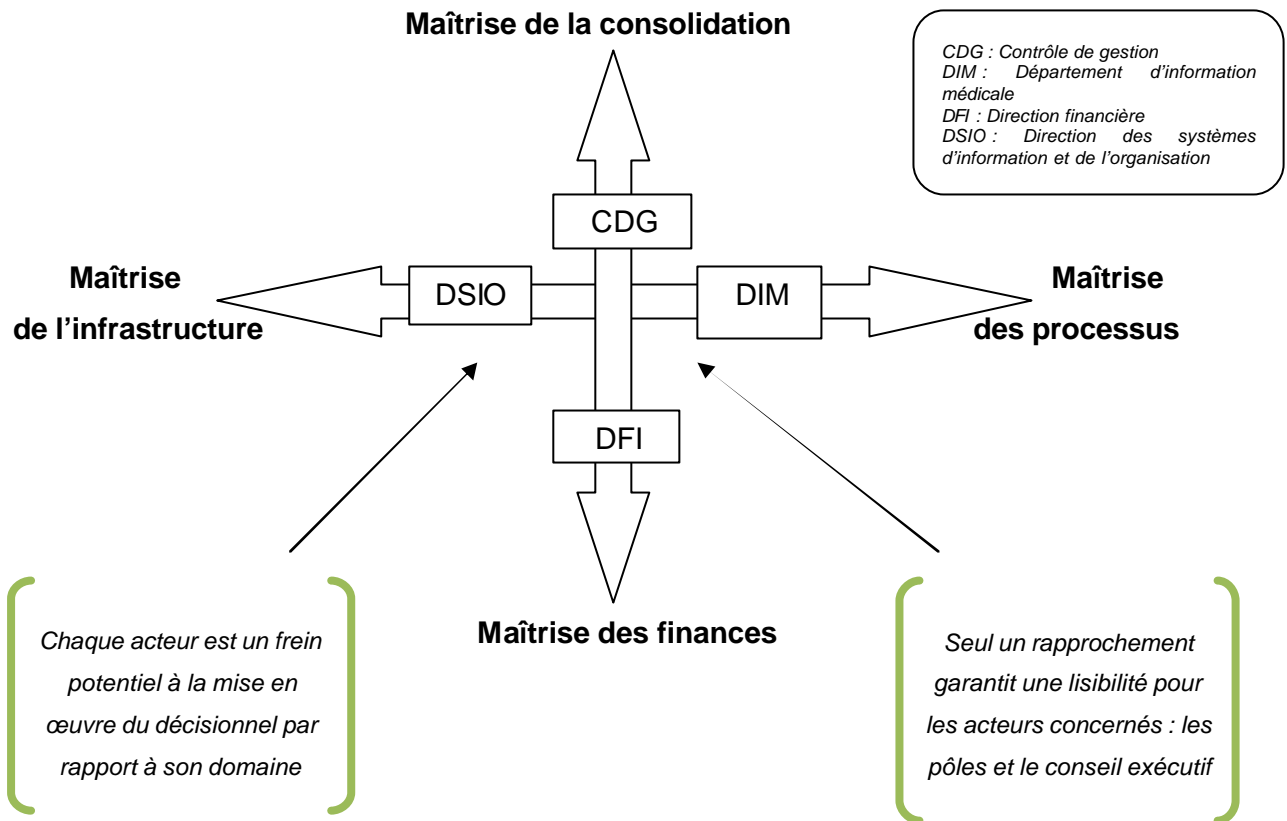 Maîtrise de la consolidation
CDG : Contrôle de gestion
DIM : Département d'information
médicale
DFI : Direction financière
DSIO : Direction des systèmes
d'information et de l'organisation
CDG
Maîtrise
de l'infrastructure
DSIO
DIM
Maîtrise
des processus
DFI
Maîtrise des finances
Chaque acteur est un frein
potentiel à la mise en
œuvre du décisionnel par
rapport à son domaine
Seul un rapprochement
garantit une lisibilité pour
les acteurs concernés : les
pôles et le conseil exécutif